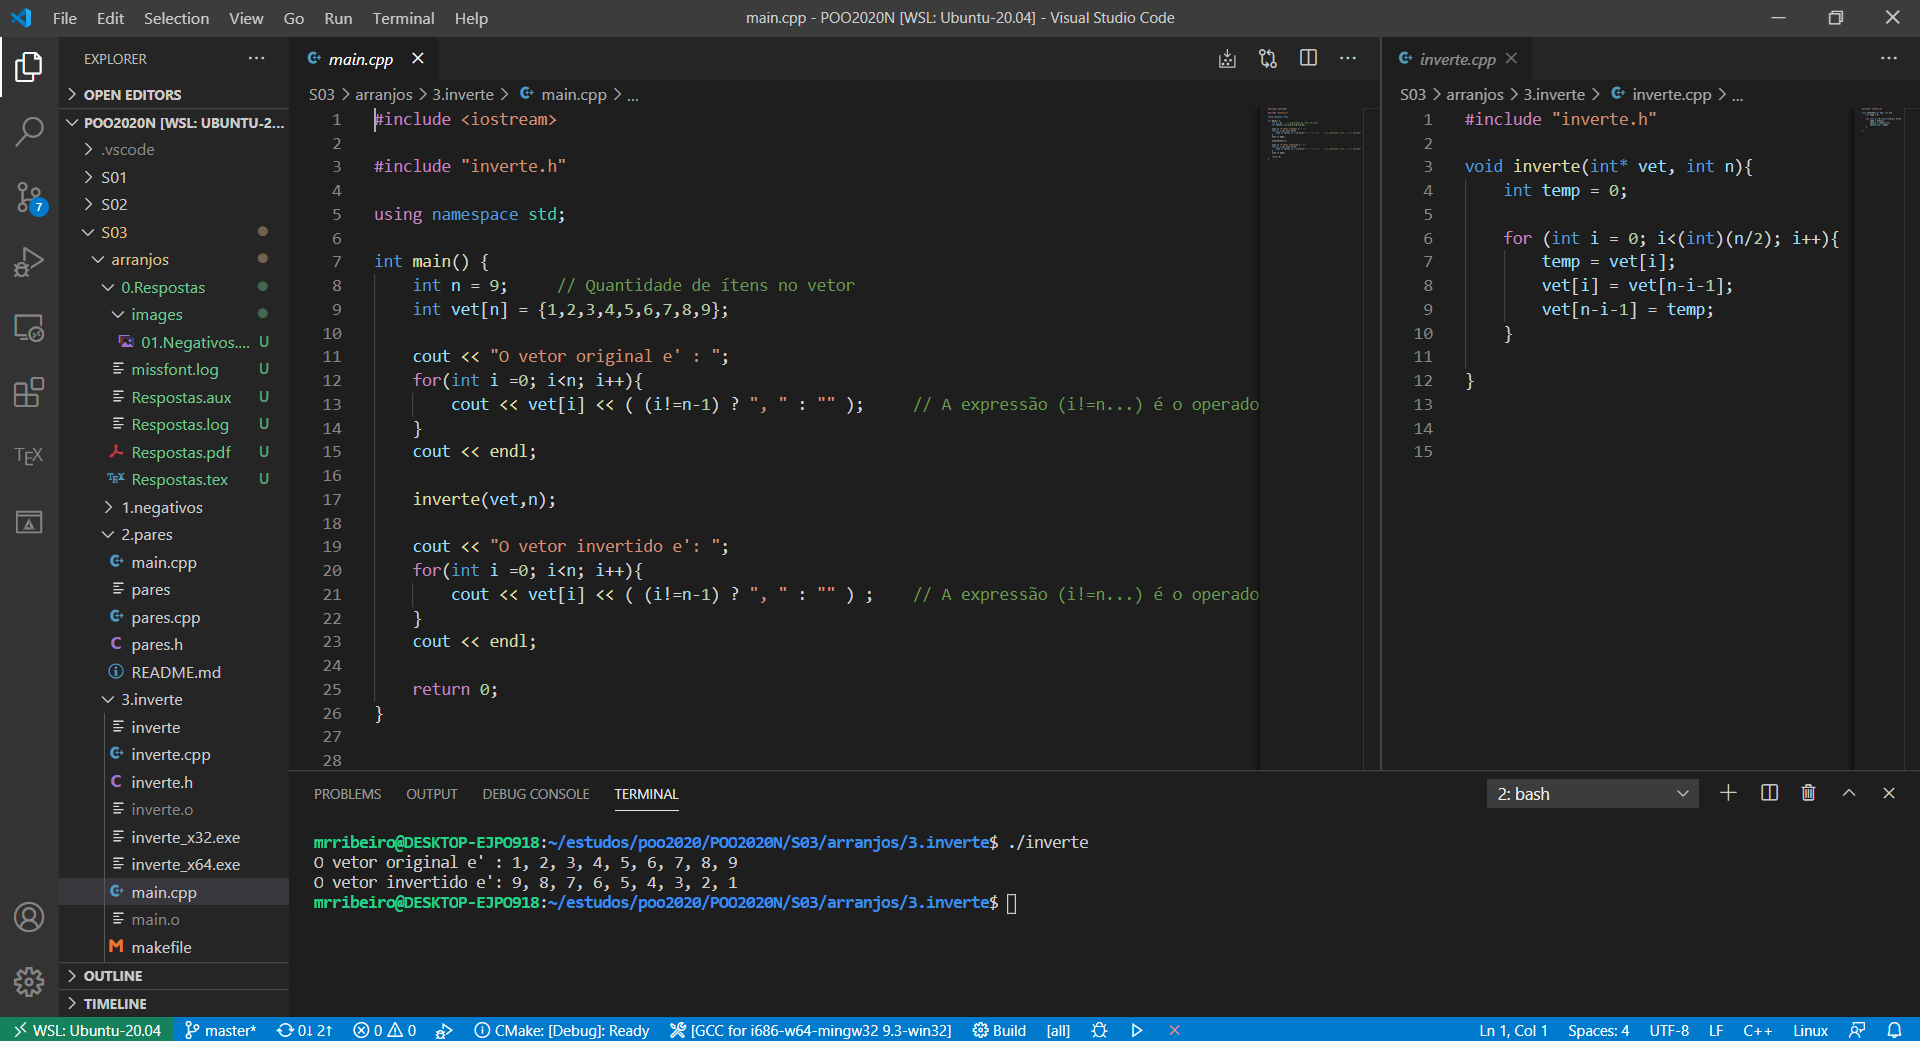 File Edit Selection View Go Run Terminal Help
main.cpp - POO2020N [WSL: Ubuntu-20.04] - Visual Studio Code
EXPLORER
OPEN EDITORS
POO2020N [WSL: UBUNTU-2...
.vscode
S01
S02
S03
arranjos
0.Respostas
images
01.Negativos.... U
missfont.log U
Respostas.aux U
Respostas.log U
Respostas.pdf U
TEX Respostas.tex U
1.negativos
2.pares
main.cpp
pares
pares.cpp
C pares.h
README.md
3.inverte
inverte
inverte.cpp
C inverte.h
inverte.o
inverte_x32.exe
inverte_x64.exe
main.cpp
main.o
M makefile
OUTLINE
TIMELINE
7
TEX
main.cpp
S03 > arranjos > 3.inverte > main.cpp > ...
1 #include <iostream>
2
3 #include "inverte.h"
4
5 using namespace std;
6
7 int main() {
8     int n = 9;     // Quantidade de ítens no vetor
9     int vet[n] = {1,2,3,4,5,6,7,8,9};
10
11     cout << "O vetor original e' : ";
12     for(int i =0; i<n; i++){
13         cout << vet[i] << ( (i!=n-1) ? ", " : "" );     // A expressão (i!=n...) é o operado
14     }
15     cout << endl;
16
17     inverte(vet,n);
18
19     cout << "O vetor invertido e': ";
20     for(int i =0; i<n; i++){
21         cout << vet[i] << ( (i!=n-1) ? ", " : "" ) ;    // A expressão (i!=n...) é o operado
22     }
23     cout << endl;
24
25     return 0;
26 }
27
28
inverte.cpp
S03 > arranjos > 3.inverte > inverte.cpp > ...
1 #include "inverte.h"
2
3 void inverte(int* vet, int n){
4     int temp = 0;
5
6     for (int i = 0; i<(int)(n/2); i++){
7         temp = vet[i];
8         vet[i] = vet[n-i-1];
9         vet[n-i-1] = temp;
10     }
11
12 }
13
14
15
PROBLEMS OUTPUT DEBUG CONSOLE TERMINAL
2: bash
mrribeiro@DESKTOP-EJPO918:~/estudos/poo2020/POO2020N/S03/arranjos/3.inverte$ ./inverte
O vetor original e' : 1, 2, 3, 4, 5, 6, 7, 8, 9
O vetor invertido e': 9, 8, 7, 6, 5, 4, 3, 2, 1
mrribeiro@DESKTOP-EJPO918:~/estudos/poo2020/POO2020N/S03/arranjos/3.inverte$
WSL: Ubuntu-20.04 master* 0↓ 2↑ 0 0 CMake: [Debug]: Ready [GCC for i686-w64-mingw32 9.3-win32] Build [all] Ln 1, Col 1 Spaces: 4 UTF-8 LF C++ Linux